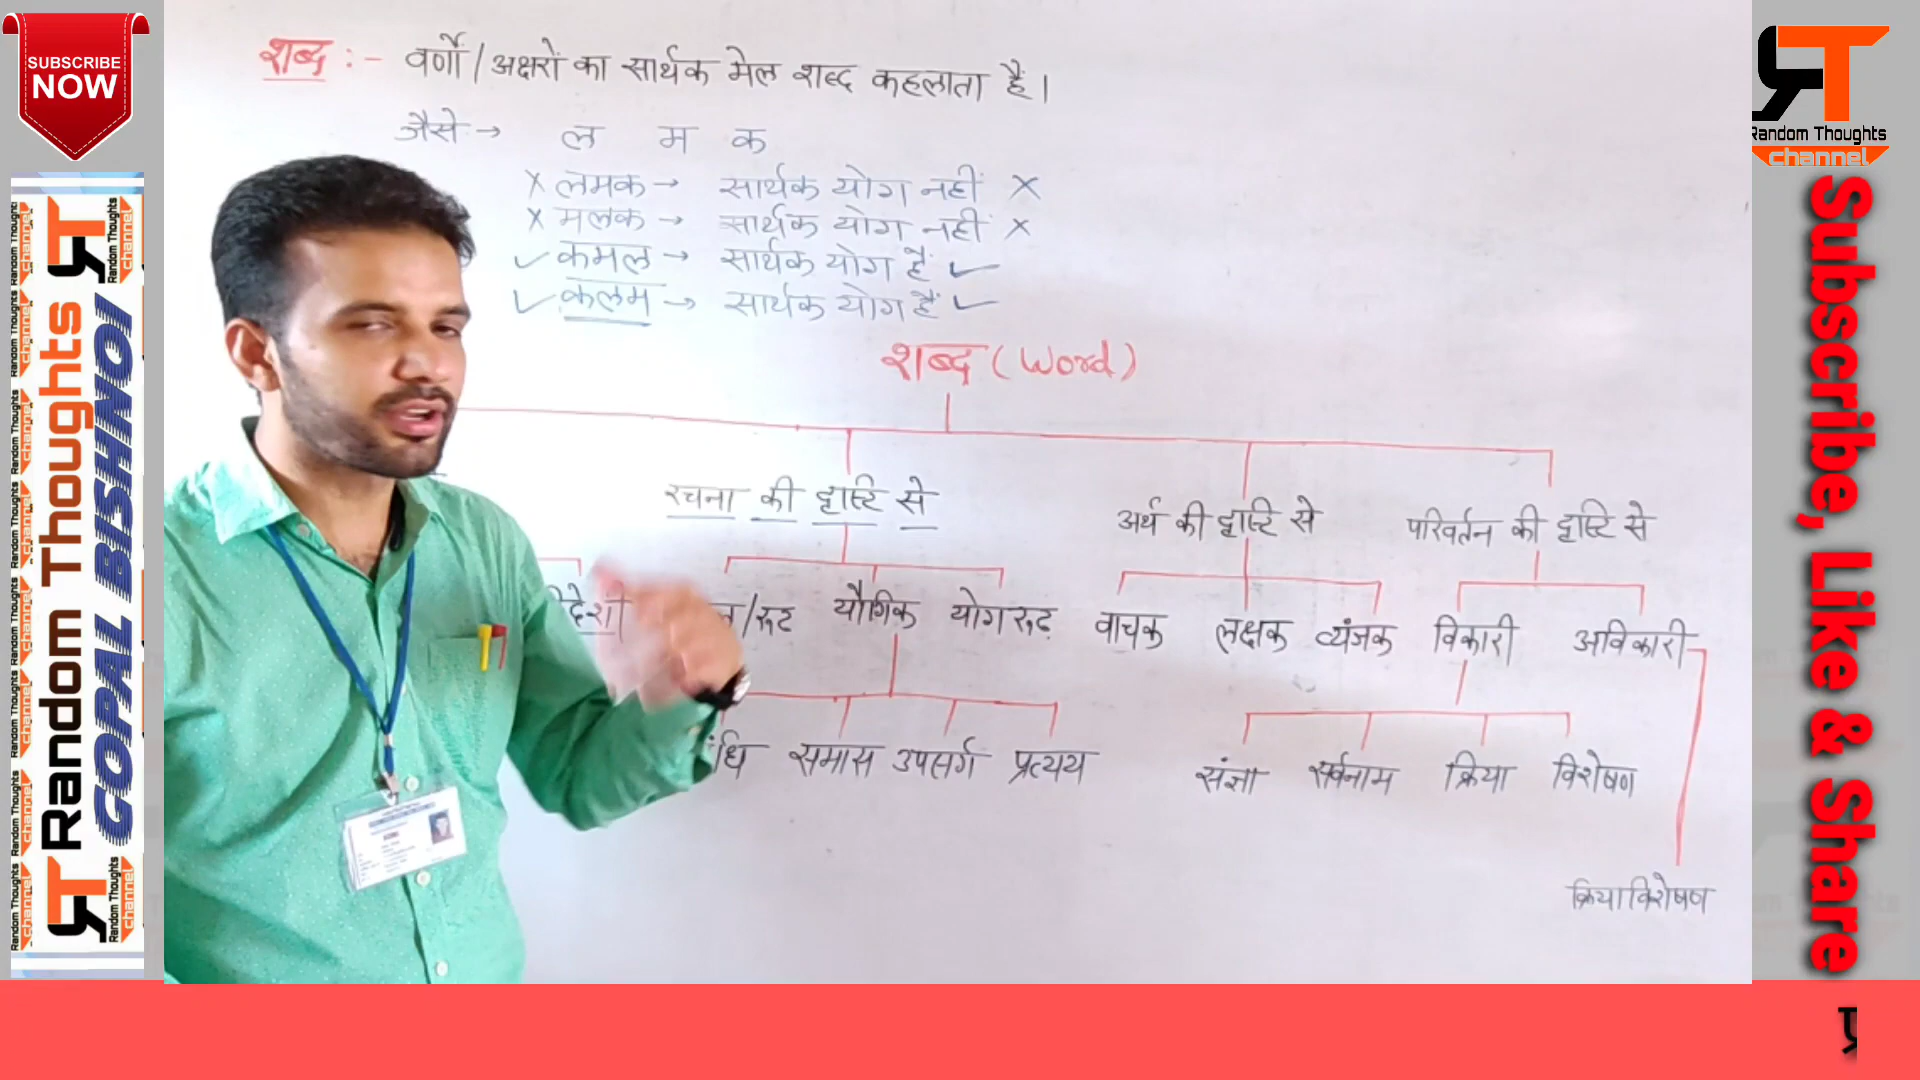 SUBSCRIBE
NOW
Random Thoughts
GOPAL BISHNOI
शब्द :- वर्णों/अक्षरों का सार्थक मेल शब्द कहलाता है।
जैसे → ल म क
× लमक → सार्थक योग नहीं ×
× मलक → सार्थक योग नहीं ×
✓ कमल → सार्थक योग है ✓
✓ कलम → सार्थक योग है ✓
शब्द (Word)
रचना की दृष्टि से अर्थ की दृष्टि से परिवर्तन की दृष्टि से
/रूढ यौगिक योगरूढ़ वाचक लक्षक व्यंजक विकारी अविकारी
समास उपसर्ग प्रत्यय संज्ञा सर्वनाम क्रिया विशेषण
क्रियाविशेषण
RT
Random Thoughts
channel
Subscribe, Like & Share